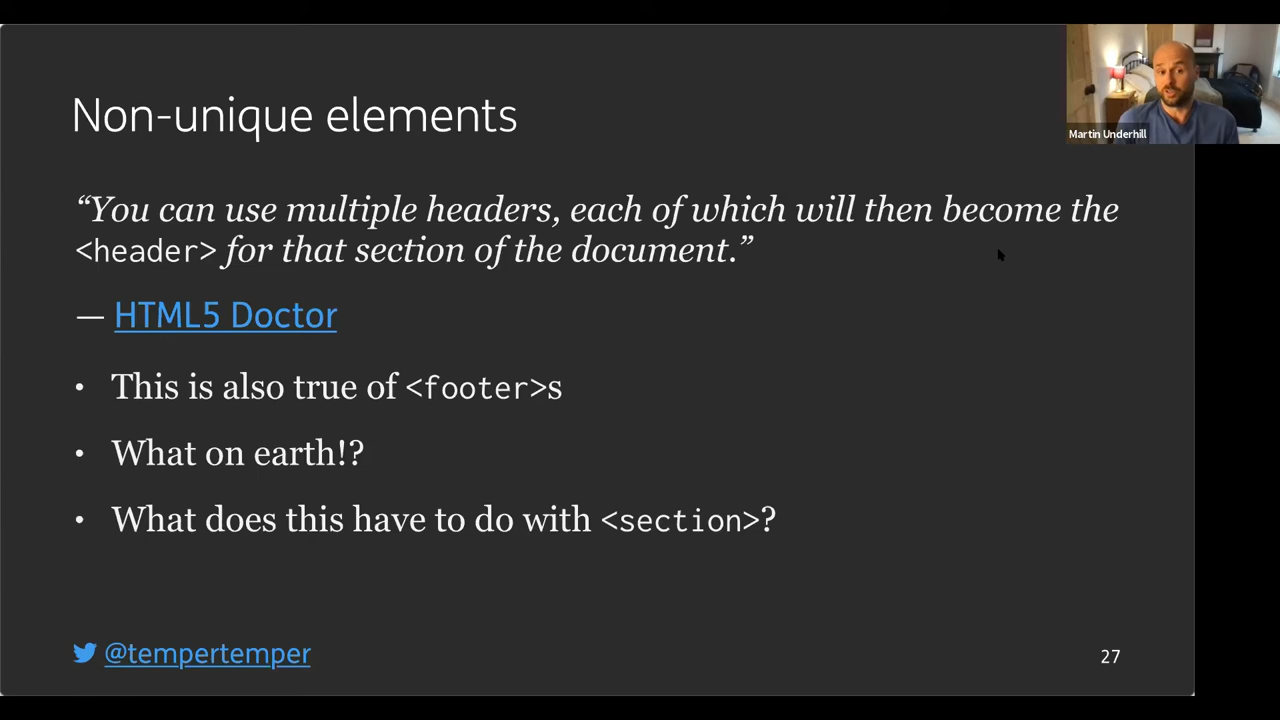 Non-unique elements
Martin Underhill
“You can use multiple headers, each of which will then become the
<header> for that section of the document.”
— HTML5 Doctor
• This is also true of <footer>s
• What on earth!?
• What does this have to do with <section>?
@tempertemper
27